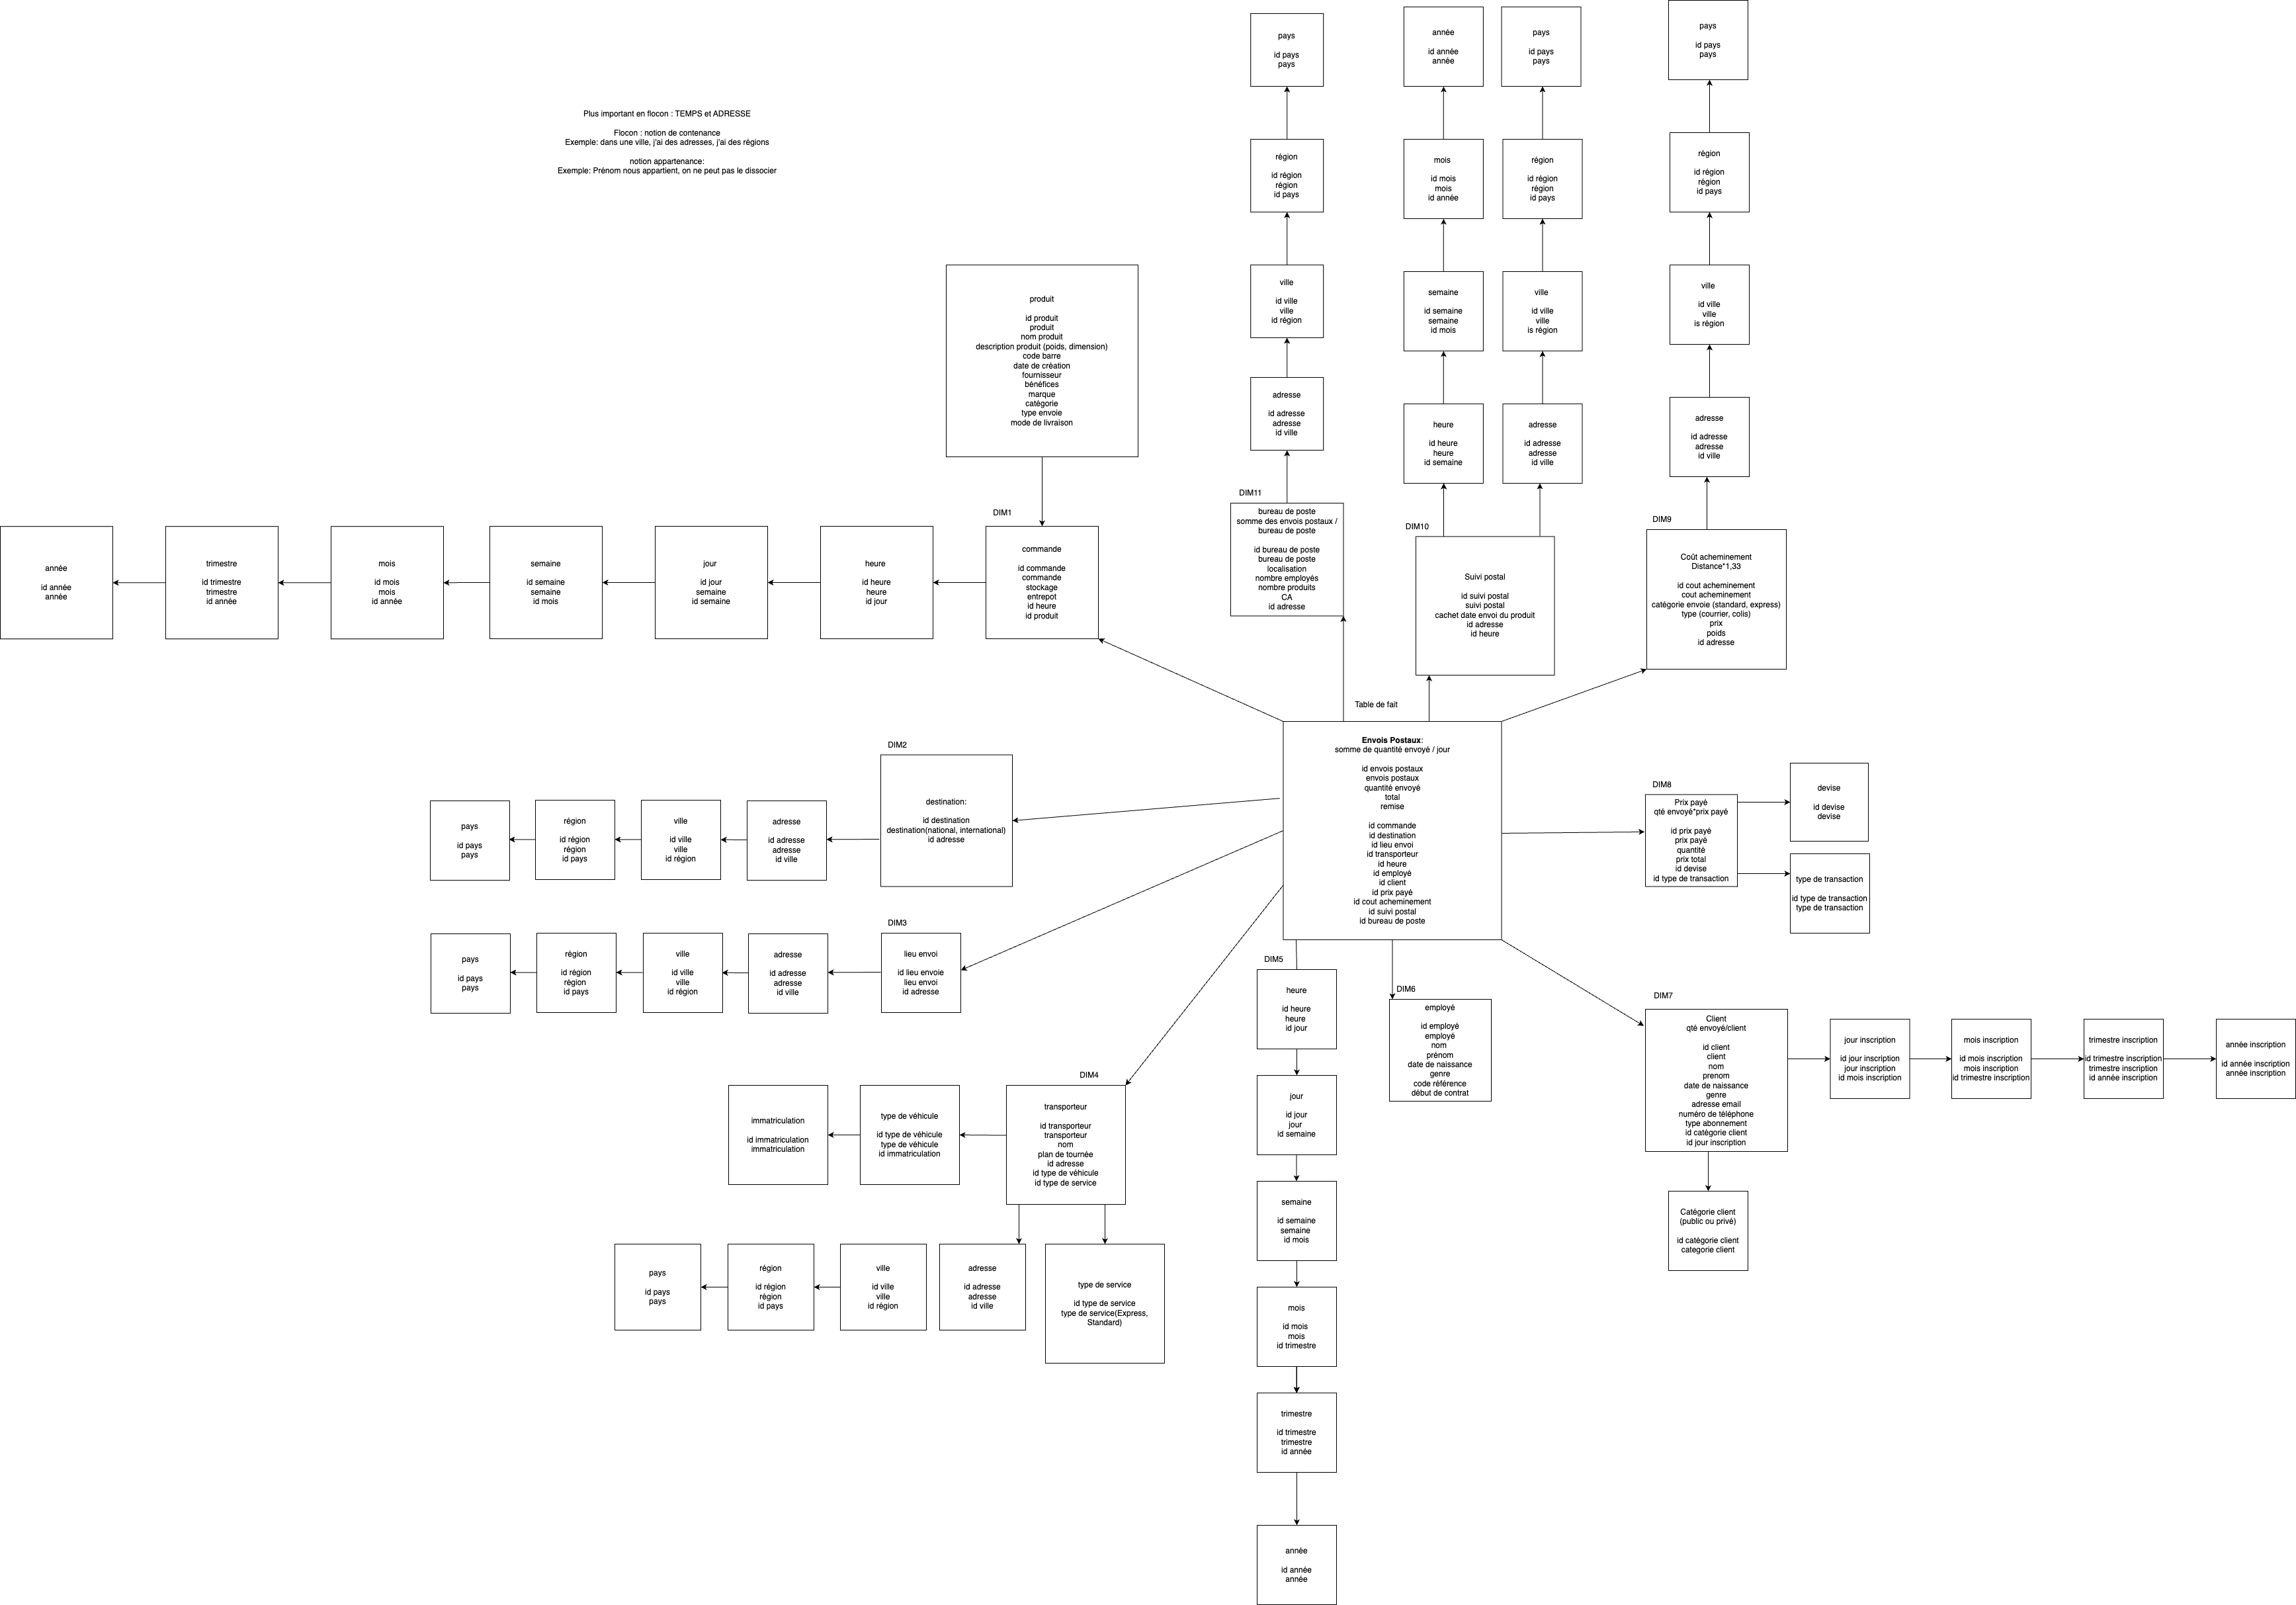 Plus important en flocon : TEMPS et ADRESSE
Flocon : notion de contenance
Exemple: dans une ville, j'ai des adresses, j'ai des régions
notion appartenance:
Exemple: Prénom nous appartient, on ne peut pas le dissocier
pays
id pays
pays
région
id région
région
id pays
ville
id ville
ville
id région
adresse
id adresse
adresse
id ville
DIM11
bureau de poste
somme des envois postaux /
bureau de poste
id bureau de poste
bureau de poste
localisation
nombre employés
nombre produits
CA
id adresse
année
id année
année
mois
id mois
mois
id année
semaine
id semaine
semaine
id mois
heure
id heure
heure
id semaine
pays
id pays
pays
région
id région
région
id pays
ville
id ville
ville
is région
adresse
id adresse
adresse
id ville
DIM10
Suivi postal
id suivi postal
suivi postal
cachet date envoi du produit
id adresse
id heure
pays
id pays
pays
région
id région
région
id pays
ville
id ville
ville
is région
adresse
id adresse
adresse
id ville
DIM9
Coût acheminement
Distance*1,33
id cout acheminement
cout acheminement
catégorie envoie (standard, express)
type (courrier, colis)
prix
poids
id adresse
produit
id produit
produit
nom produit
description produit (poids, dimension)
code barre
date de création
fournisseur
bénéfices
marque
catégorie
type envoie
mode de livraison
DIM1
commande
id commande
commande
stockage
entrepot
id heure
id produit
heure
id heure
heure
id jour
jour
id jour
semaine
id semaine
semaine
id semaine
semaine
id mois
mois
id mois
mois
id année
trimestre
id trimestre
trimestre
id année
année
id année
année
Table de fait
Envois Postaux:
somme de quantité envoyé / jour
id envois postaux
envois postaux
quantité envoyé
total
remise
id commande
id destination
id lieu envoi
id transporteur
id heure
id employé
id client
id prix payé
id cout acheminement
id suivi postal
id bureau de poste
DIM2
destination:
id destination
destination(national, international)
id adresse
adresse
id adresse
adresse
id ville
ville
id ville
ville
id région
région
id région
région
id pays
pays
id pays
pays
DIM3
lieu envoi
id lieu envoie
lieu envoi
id adresse
adresse
id adresse
adresse
id ville
ville
id ville
ville
id région
région
id région
région
id pays
pays
id pays
pays
DIM8
Prix payé
qté envoyé*prix payé
id prix payé
prix payé
quantité
prix total
id devise
id type de transaction
devise
id devise
devise
type de transaction
id type de transaction
type de transaction
DIM4
transporteur
id transporteur
transporteur
nom
plan de tournée
id adresse
id type de véhicule
id type de service
type de véhicule
id type de véhicule
type de véhicule
id immatriculation
immatriculation
id immatriculation
immatriculation
type de service
id type de service
type de service(Express,
Standard)
adresse
id adresse
adresse
id ville
ville
id ville
ville
id région
région
id région
région
id pays
pays
id pays
pays
DIM5
heure
id heure
heure
id jour
jour
id jour
jour
id semaine
semaine
id semaine
semaine
id mois
mois
id mois
mois
id trimestre
trimestre
id trimestre
trimestre
id année
année
id année
année
DIM6
employé
id employé
employé
nom
prénom
date de naissance
genre
code référence
début de contrat
DIM7
Client
qté envoyé/client
id client
client
nom
prenom
date de naissance
genre
adresse email
numéro de téléphone
type abonnement
id catégorie client
id jour inscription
jour inscription
id jour inscription
jour inscription
id mois inscription
mois inscription
id mois inscription
mois inscription
id trimestre inscription
trimestre inscription
id trimestre inscription
trimestre inscription
id année inscription
année inscription
id année inscription
année inscription
Catégorie client
(public ou privé)
id catégorie client
categorie client